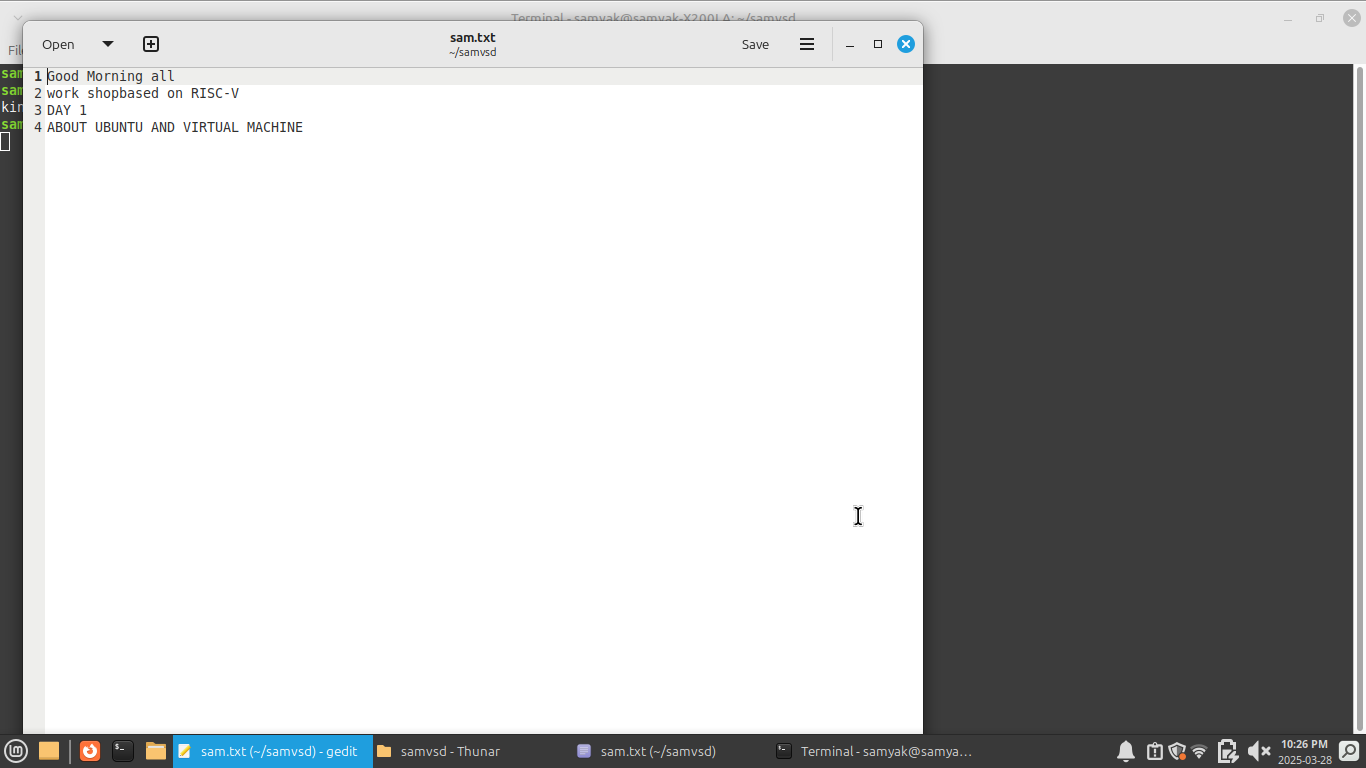 Terminal - samyak@samyak-X200LA: ~/samvsd
Open
sam.txt
~/samvsd
Save
Fil
sam
sam
kin
sam
1 Good Morning all
2 work shopbased on RISC-V
3 DAY 1
4 ABOUT UBUNTU AND VIRTUAL MACHINE
sam.txt (~/samvsd) - gedit
samvsd - Thunar
sam.txt (~/samvsd)
Terminal - samyak@samya…
10:26 PM
2025-03-28